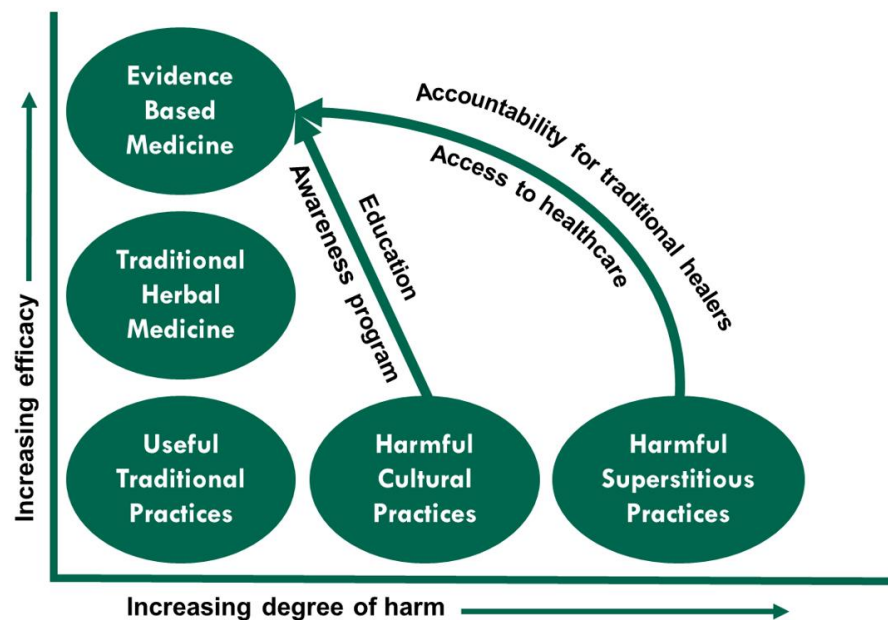 Evidence
Based
Medicine
Accountability for traditional healers
Access to healthcare
Education
Awareness program
Traditional
Herbal
Medicine
Increasing efficacy
Useful
Traditional
Practices
Harmful
Cultural
Practices
Harmful
Superstitious
Practices
Increasing degree of harm